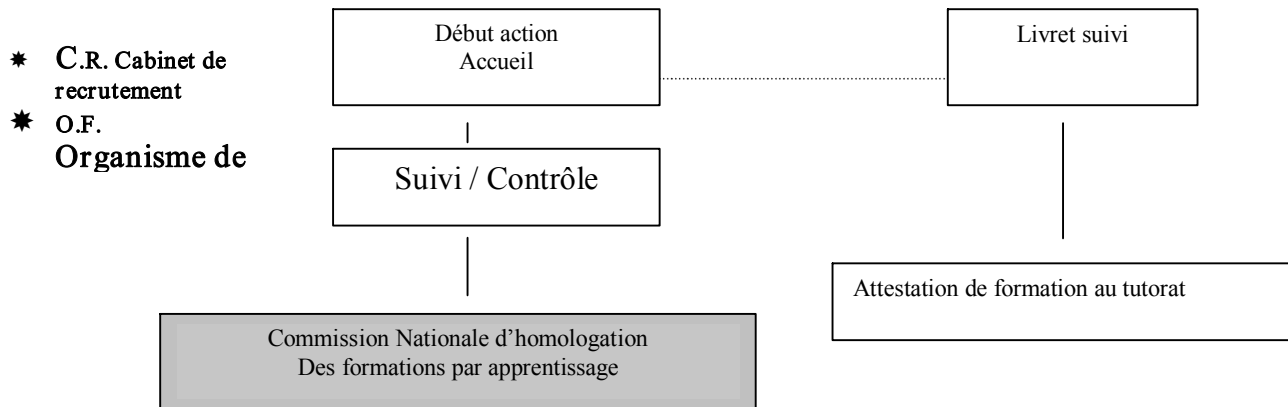 ✷ C.R. Cabinet de
recrutement
✷ O.F.
Organisme de
Début action
Accueil
Livret suivi
Suivi / Contrôle
Attestation de formation au tutorat
Commission Nationale d’homologation
Des formations par apprentissage